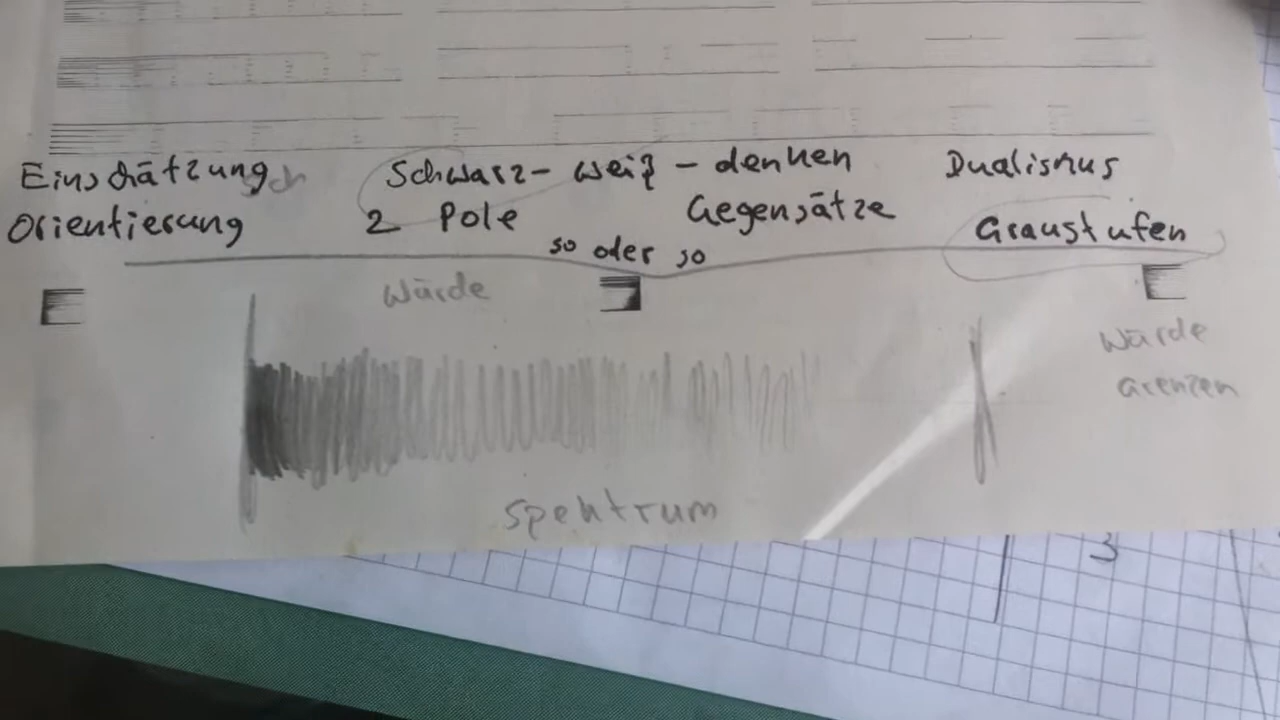 Einschätzung Schwarz-weiß-denken Dualismus
Orientierung 2 Pole Gegensätze Graustufen
so oder so
Würde
Würde
Grenzen
Spektrum
3